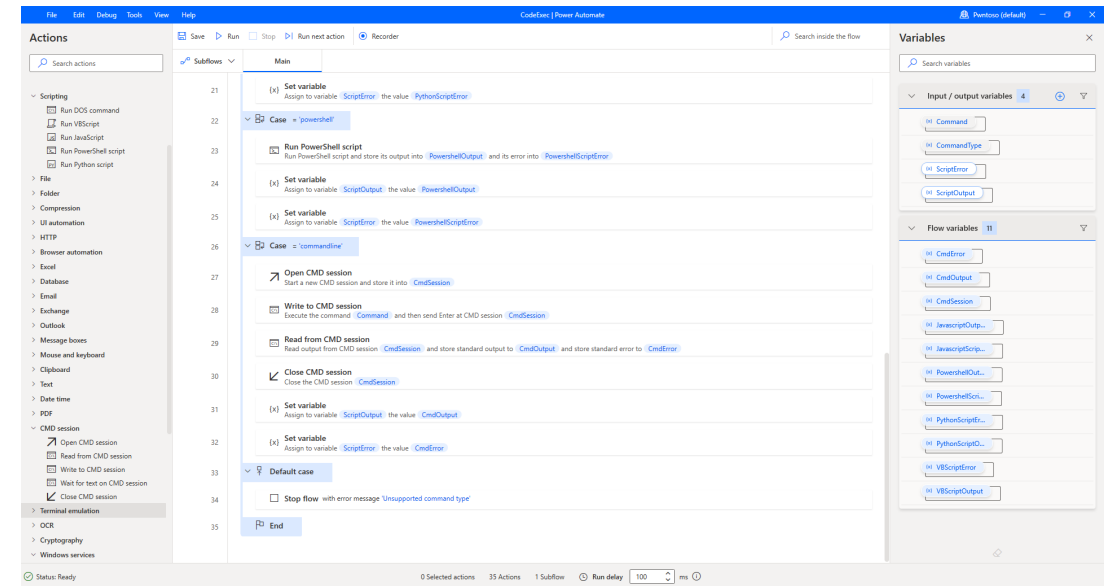 File Edit Debug Tools View Help
CodeExec | Power Automate
Pwntoso (default)
Actions
Search actions
Scripting
Run DOS command
Run VBScript
Run JavaScript
Run PowerShell script
Run Python script
File
Folder
Compression
UI automation
HTTP
Browser automation
Excel
Database
Email
Exchange
Outlook
Message boxes
Mouse and keyboard
Clipboard
Text
Date time
PDF
CMD session
Open CMD session
Read from CMD session
Write to CMD session
Wait for text on CMD session
Close CMD session
Terminal emulation
OCR
Cryptography
Windows services
Save Run Stop Run next action Recorder
Search inside the flow
Subflows Main
21 {x} Set variable
Assign to variable ScriptError the value PythonScriptError
22 Case = 'powershell'
23 Run PowerShell script
Run PowerShell script and store its output into PowershellOutput and its error into PowershellScriptError
24 {x} Set variable
Assign to variable ScriptOutput the value PowershellOutput
25 {x} Set variable
Assign to variable ScriptError the value PowershellScriptError
26 Case = 'commandline'
27 Open CMD session
Start a new CMD session and store it into CmdSession
28 Write to CMD session
Execute the command Command and then send Enter at CMD session CmdSession
29 Read from CMD session
Read output from CMD session CmdSession and store standard output to CmdOutput and store standard error to CmdError
30 Close CMD session
Close the CMD session CmdSession
31 {x} Set variable
Assign to variable ScriptOutput the value CmdOutput
32 {x} Set variable
Assign to variable ScriptError the value CmdError
33 Default case
34 Stop flow with error message 'Unsupported command type'
35 End
Variables
Search variables
Input / output variables 4
{x} Command
{x} CommandType
{x} ScriptError
{x} ScriptOutput
Flow variables 11
{x} CmdError
{x} CmdOutput
{x} CmdSession
{x} JavascriptOutp...
{x} JavascriptScrip...
{x} PowershellOut...
{x} PowershellScri...
{x} PythonScriptEr...
{x} PythonScriptO...
{x} VBScriptError
{x} VBScriptOutput
Status: Ready
0 Selected actions 35 Actions 1 Subflow Run delay 100 ms